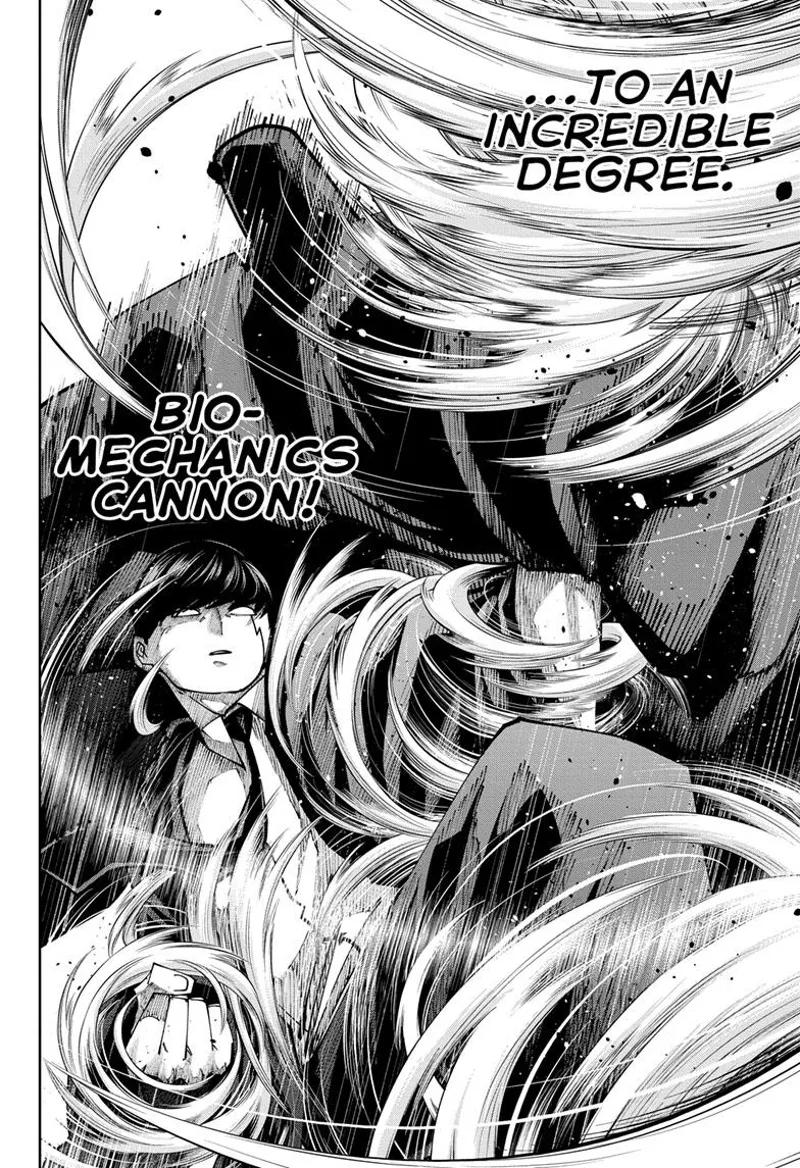 ...TO AN
INCREDIBLE
DEGREE.
BIO-
MECHANICS
CANNON!